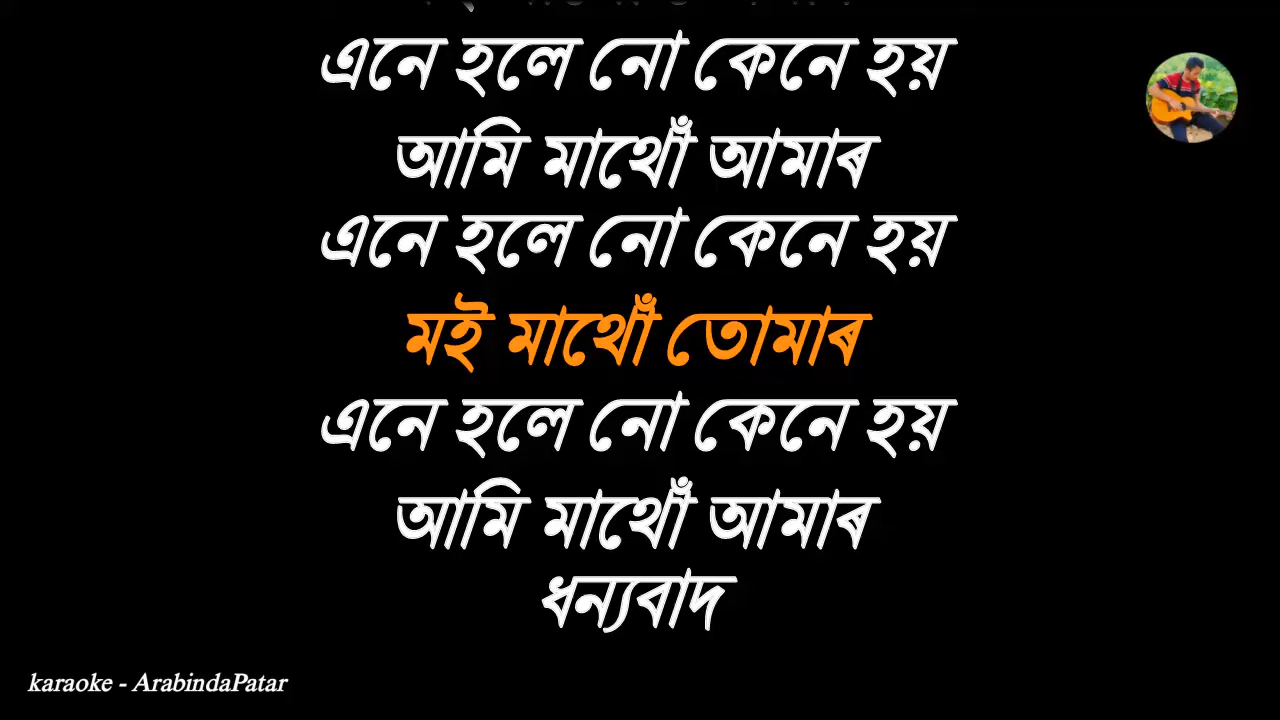 এনে হলে নো কেনে হয়
আমি মাথোঁ আমাৰ
এনে হলে নো কেনে হয়
মই মাথোঁ তোমাৰ
এনে হলে নো কেনে হয়
আমি মাথোঁ আমাৰ
ধন্যবাদ
karaoke - ArabindaPatar